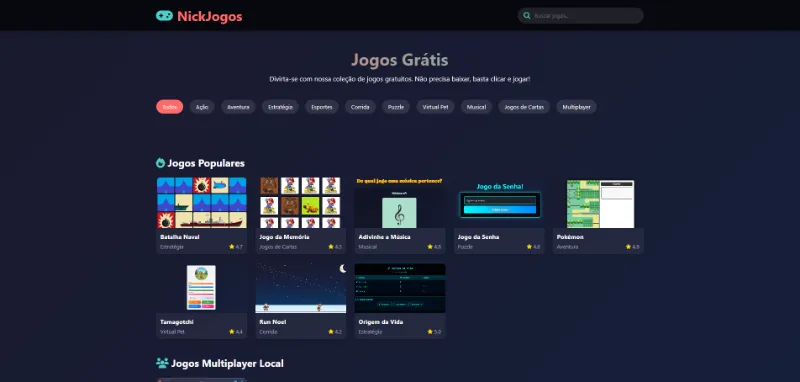 NickJogos
Buscar jogos...
Jogos Grátis
Divirta-se com nossa coleção de jogos gratuitos. Não precisa baixar, basta clicar e jogar!
Todos Ação Aventura Estratégia Esportes Corrida Puzzle Virtual Pet Musical Jogos de Cartas Multiplayer
Jogos Populares
De qual jogo essa música pertence?
Jogo da Senha!
Batalha Naval
Estratégia 4.7
Jogo da Memória
Jogos de Cartas 4.5
Adivinhe a Música
Musical 4.8
Jogo da Senha
Puzzle 4.6
Pokémon
Aventura 4.9
Tamagotchi
Virtual Pet 4.4
Run Noel
Corrida 4.2
Origem da Vida
Estratégia 5.0
Jogos Multiplayer Local